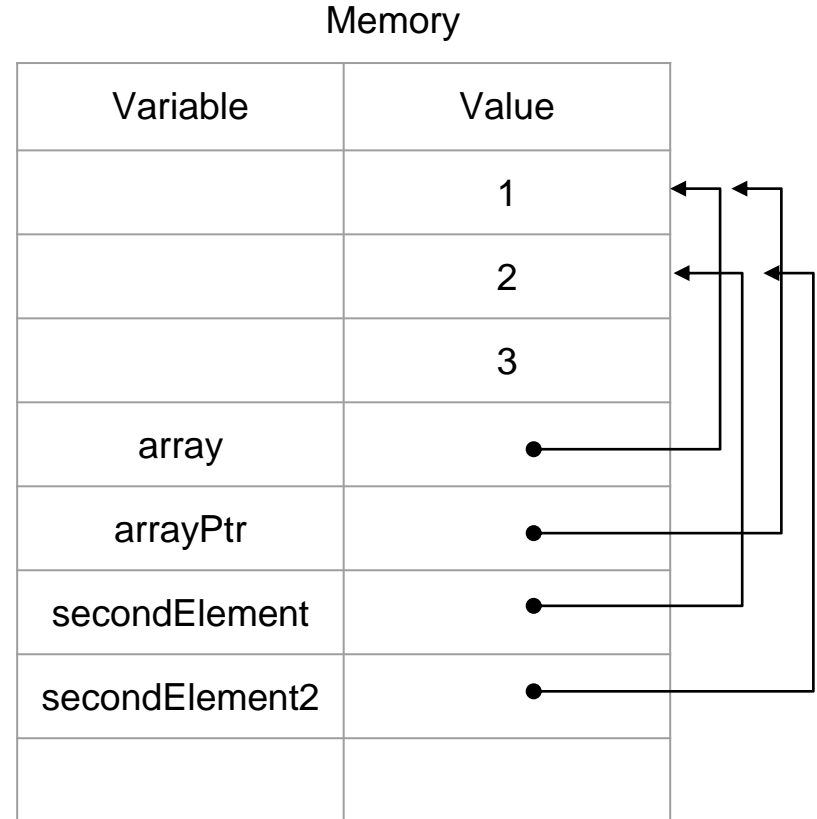 Memory
Variable Value
1
2
3
array
arrayPtr
secondElement
secondElement2